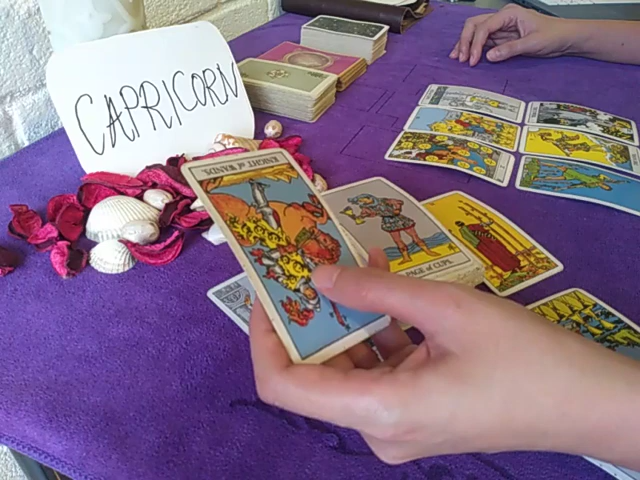 CAPRICORN
KNIGHT of WANDS.
PAGE of CUPS.